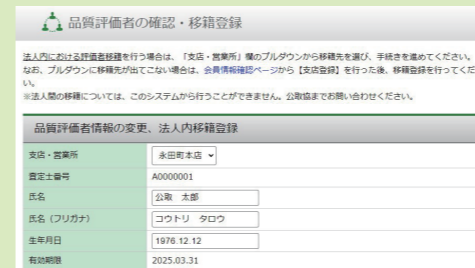 品質評価者の確認・移籍登録
法人内における評価者移籍を行う場合は、「支店・営業所」欄のプルダウンから移籍先を選び、手続きを進めてください。
なお、プルダウンに移籍先が出てこない場合は、会員情報確認ページから【支店登録】を行った後、移籍登録を行ってくだ
い。
※法人間の移籍については、このシステムから行うことができません。公取協までお問い合わせください。
品質評価者情報の変更、法人内移籍登録
支店・営業所 永田町本店
査定士番号 A0000001
氏名 公取 太郎
氏名（フリガナ） コウトリ タロウ
生年月日 1976.12.12
有効期限 2025.03.31